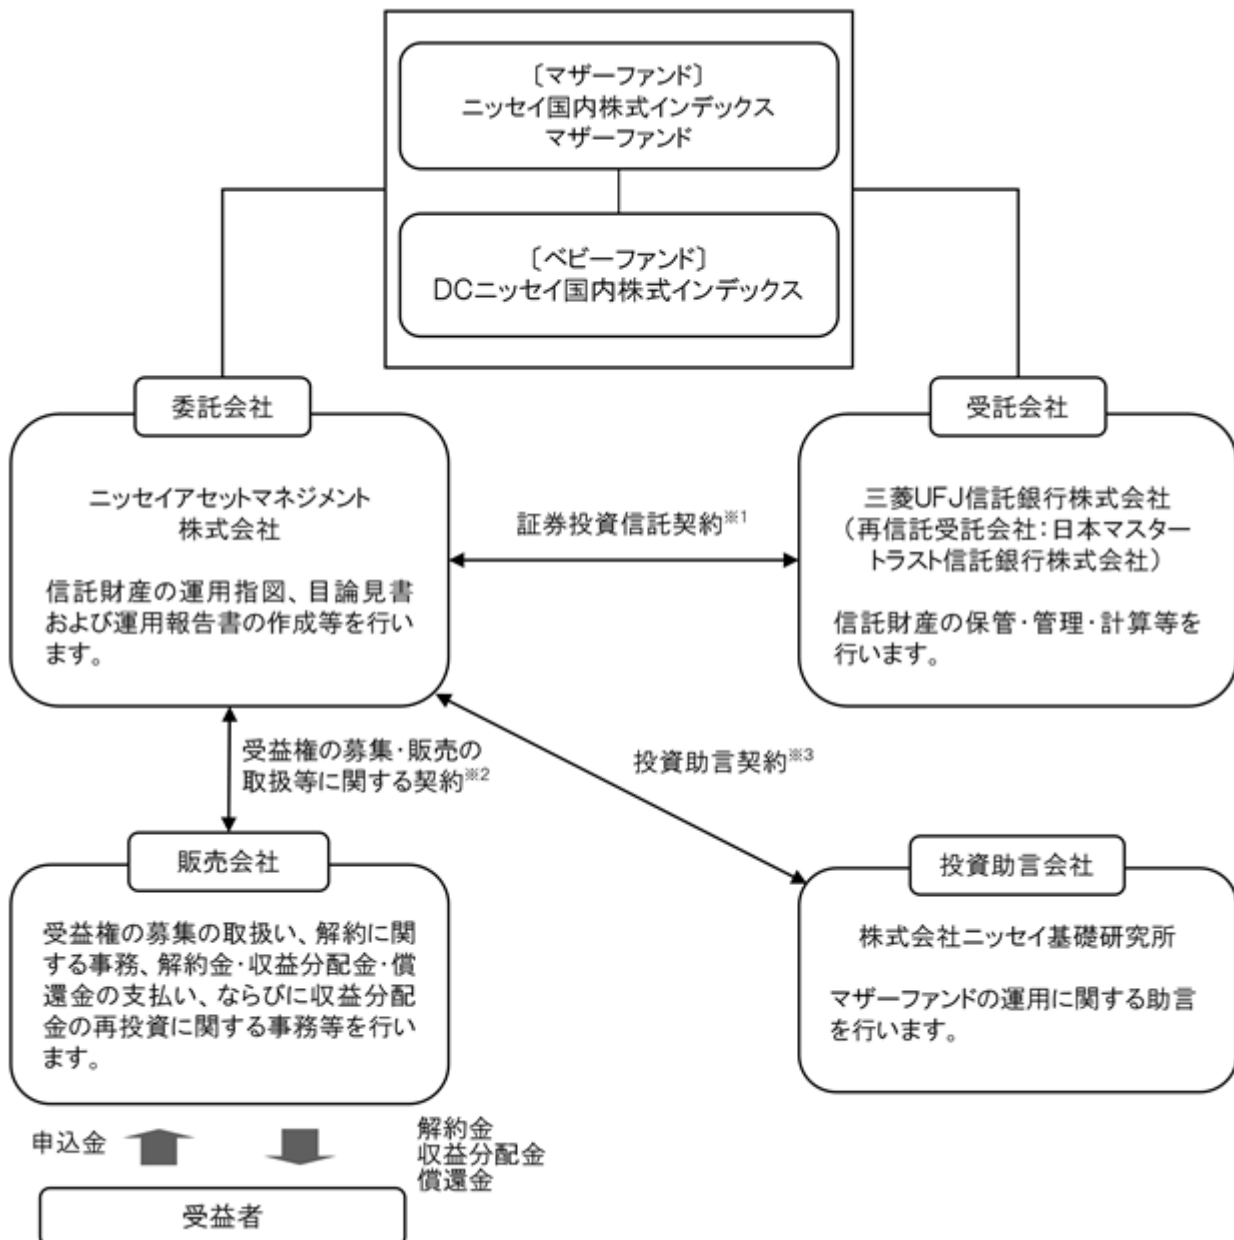 〔マザーファンド〕
ニッセイ国内株式インデックス
マザーファンド
〔ベビーファンド〕
DCニッセイ国内株式インデックス
委託会社
ニッセイアセットマネジメント
株式会社
信託財産の運用指図、目論見書
および運用報告書の作成等を行い
ます。
証券投資信託契約※1
受託会社
三菱UFJ信託銀行株式会社
（再信託受託会社：日本マスター
トラスト信託銀行株式会社）
信託財産の保管・管理・計算等を
行います。
受益権の募集・販売の
取扱等に関する契約※2
投資助言契約※3
販売会社
受益権の募集の取扱い、解約に関
する事務、解約金・収益分配金・償
還金の支払い、ならびに収益分配
金の再投資に関する事務等を行い
ます。
投資助言会社
株式会社ニッセイ基礎研究所
マザーファンドの運用に関する助言
を行います。
申込金
解約金
収益分配金
償還金
受益者